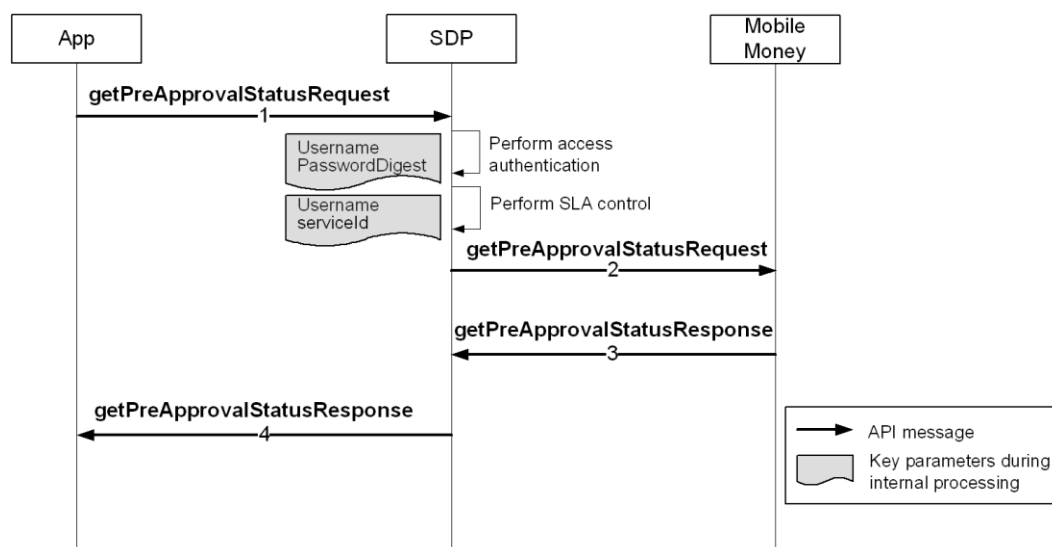 App
SDP
Mobile
Money
getPreApprovalStatusRequest
1
Username
PasswordDigest
Perform access
authentication
Username
serviceId
Perform SLA control
getPreApprovalStatusRequest
2
getPreApprovalStatusResponse
3
getPreApprovalStatusResponse
4
API message
Key parameters during
internal processing